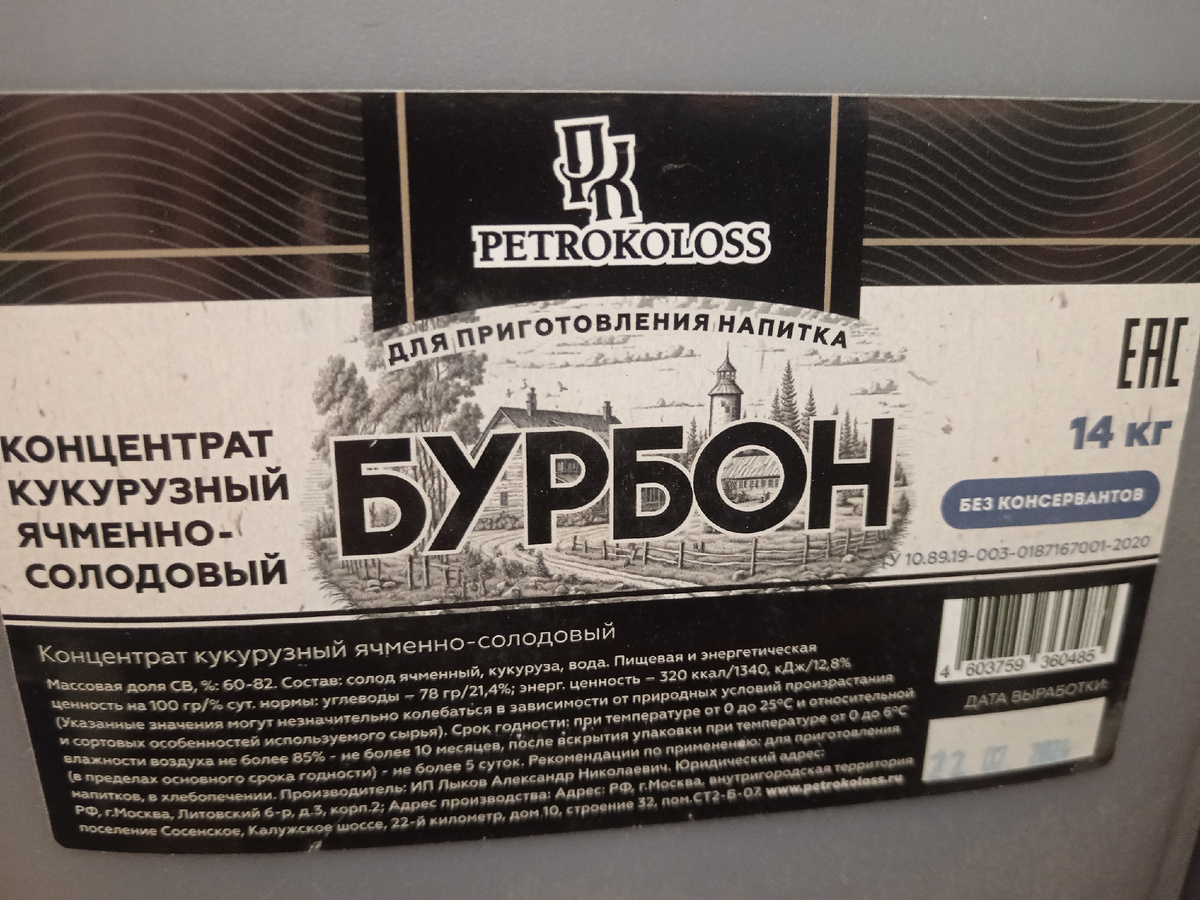 PK
PETROKOLOSS
ДЛЯ ПРИГОТОВЛЕНИЯ НАПИТКА
БУРБОН
КОНЦЕНТРАТ
КУКУРУЗНЫЙ
ЯЧМЕННО-
СОЛОДОВЫЙ
EAC
14 кг
БЕЗ КОНСЕРВАНТОВ
ТУ 10.89.19-003-0187167001-2020
Концентрат кукурузный ячменно-солодовый
Массовая доля СВ, %: 60-82. Состав: солод ячменный, кукуруза, вода. Пищевая и энергетическая
ценность на 100 гр/% сут. нормы: углеводы – 78 гр/21,4%; энерг. ценность – 320 ккал/1340, кДж/12,8%
(Указанные значения могут незначительно колебаться в зависимости от природных условий произрастания
и сортовых особенностей используемого сырья). Срок годности: при температуре от 0 до 25°С и относительной
влажности воздуха не более 85% - не более 10 месяцев, после вскрытия упаковки при температуре от 0 до 6°С
(в пределах основного срока годности) - не более 5 суток. Рекомендации по применению: для приготовления
напитков, в хлебопечении. Производитель: ИП Лыков Александр Николаевич. Юридический адрес:
РФ, г.Москва, Литовский б-р, д.3, корп.2; Адрес производства: Адрес: РФ, г.Москва, внутригородская территория
поселение Сосенское, Калужское шоссе, 22-й километр, дом 10, строение 32, пом.СТ2-Б-07. www.petrokoloss.ru
4 603759 360485
ДАТА ВЫРАБОТКИ:
22 02 2024